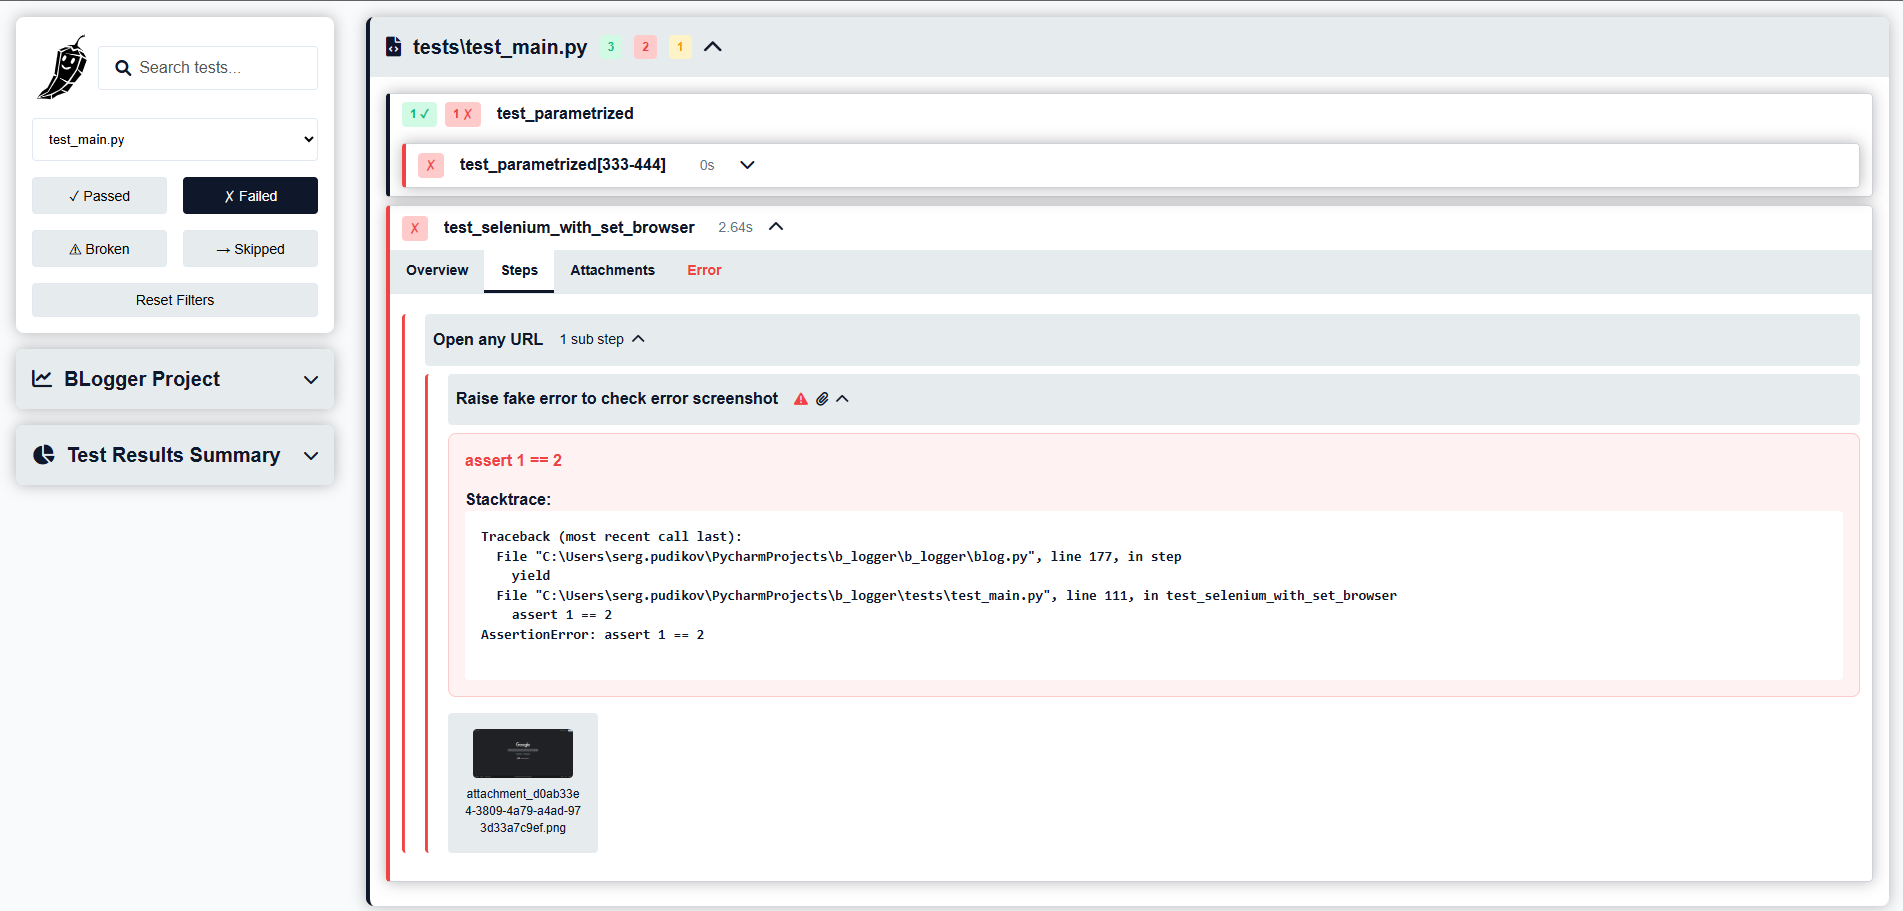 Search tests...
test_main.py
✓ Passed
✗ Failed
⚠ Broken
→ Skipped
Reset Filters
BLogger Project
Test Results Summary
tests\test_main.py 3 2 1
1 ✓ 1 ✗ test_parametrized
✗ test_parametrized[333-444] 0s
✗ test_selenium_with_set_browser 2.64s
Overview Steps Attachments Error
Open any URL 1 sub step
Raise fake error to check error screenshot
assert 1 == 2
Stacktrace:
Traceback (most recent call last):
File "C:\Users\serg.pudikov\PycharmProjects\b_logger\b_logger\blog.py", line 177, in step
yield
File "C:\Users\serg.pudikov\PycharmProjects\b_logger\tests\test_main.py", line 111, in test_selenium_with_set_browser
assert 1 == 2
AssertionError: assert 1 == 2
Google
attachment_d0ab33e
4-3809-4a79-a4ad-97
3d33a7c9ef.png